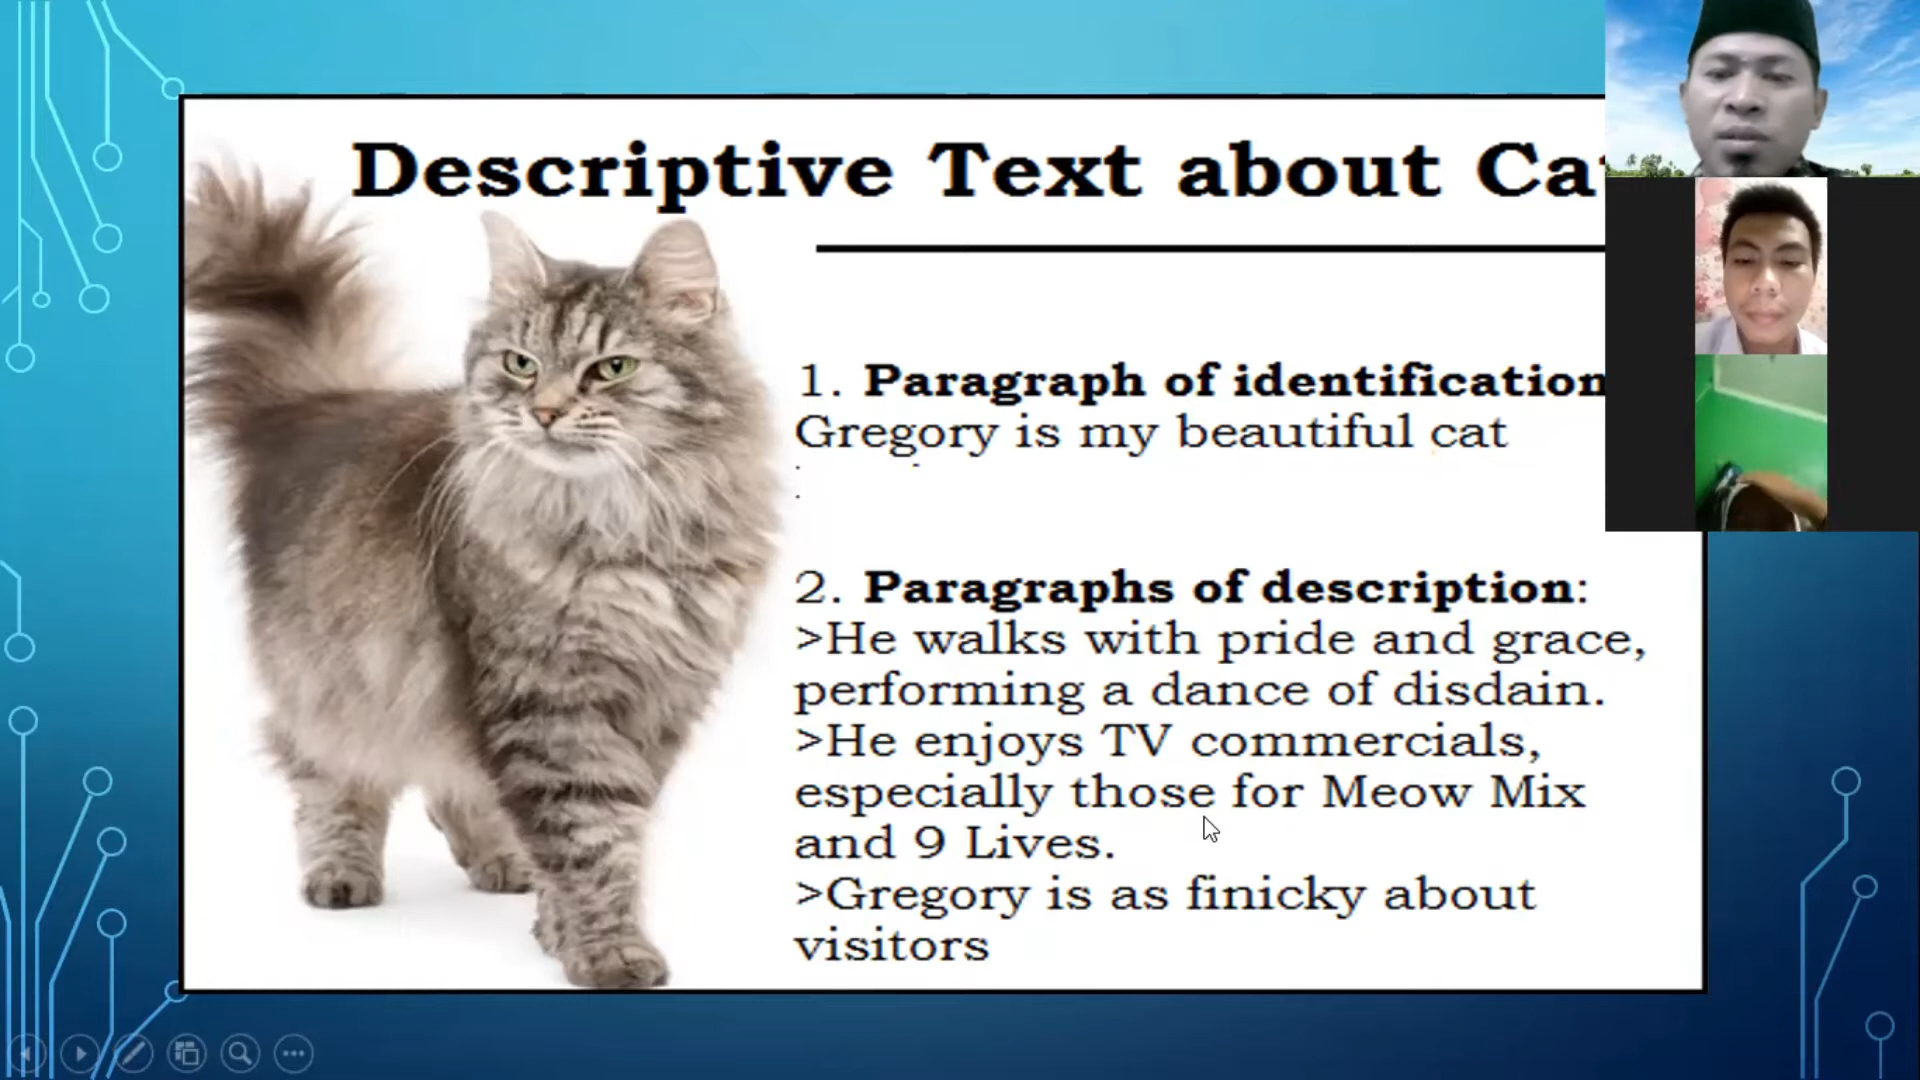 Descriptive Text about Ca
1. Paragraph of identification
Gregory is my beautiful cat
2. Paragraphs of description:
>He walks with pride and grace,
performing a dance of disdain.
>He enjoys TV commercials,
especially those for Meow Mix
and 9 Lives.
>Gregory is as finicky about
visitors